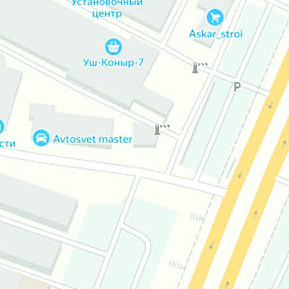 Установочный
центр
Askar_stroi
Уш-Коныр-7
P
Avtosvet master
сти